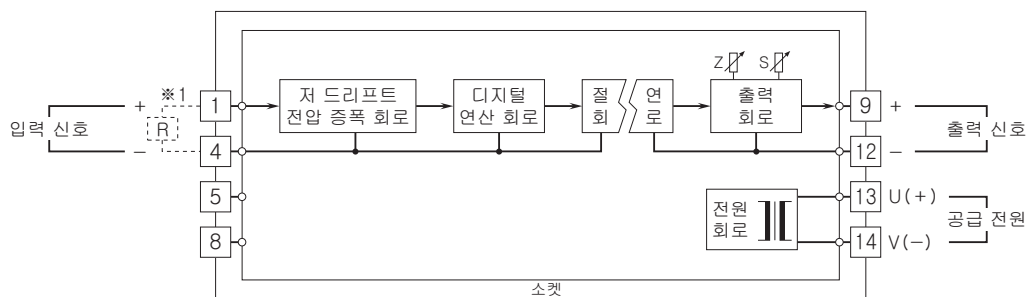 Z
S
※1
+
입력 신호
R
−
1
4
5
8
저 드리프트
전압 증폭 회로
디지털
연산 회로
절 연
회 로
출력
회로
전원
회로
9
+
출력 신호
12
−
13
U(+)
공급 전원
14
V(−)
소켓